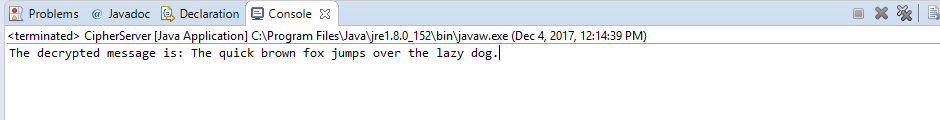 Problems @ Javadoc Declaration Console
<terminated> CipherServer [Java Application] C:\Program Files\Java\jre1.8.0_152\bin\javaw.exe (Dec 4, 2017, 12:14:39 PM)
The decrypted message is: The quick brown fox jumps over the lazy dog.